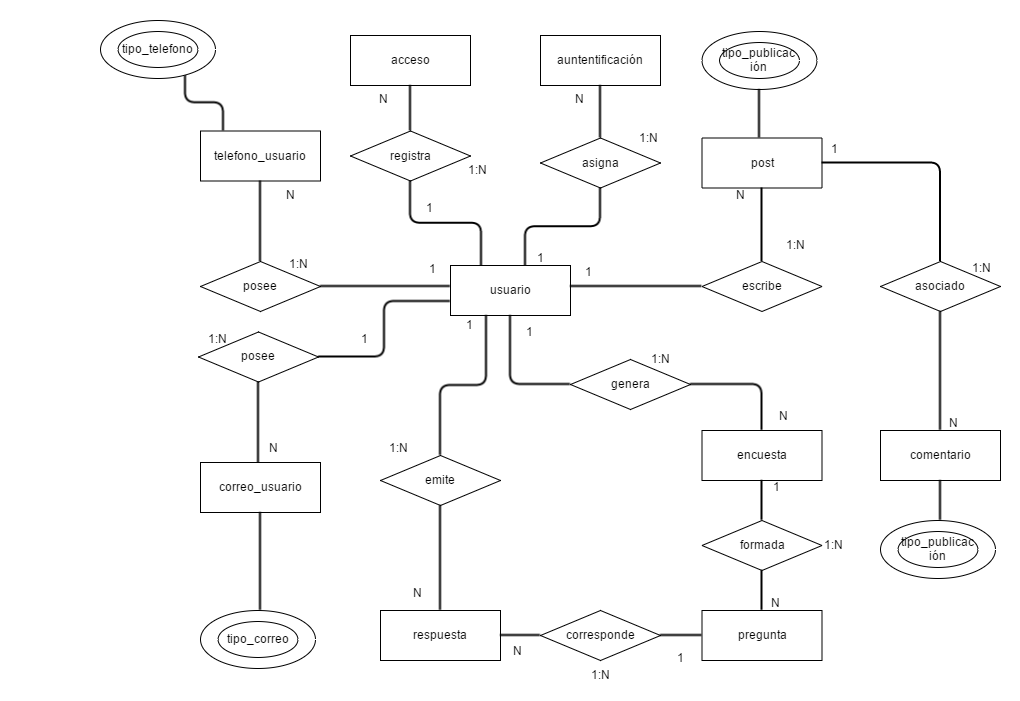 tipo_telefono
acceso
auntentificación
tipo_publicac
ión
N
N
telefono_usuario
registra
1:N
asigna
1:N
post
1
N
N
1
1:N
posee
1:N
1
usuario
1
1
escribe
1:N
asociado
1:N
posee
1
1
1
genera
1:N
N
N
N
correo_usuario
1:N
emite
encuesta
1
comentario
formada
1:N
tipo_publicac
ión
N
N
tipo_correo
respuesta
N
corresponde
1:N
1
pregunta